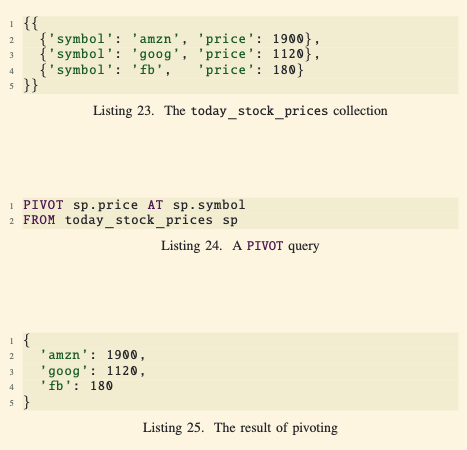 1 {{
2   {'symbol': 'amzn', 'price': 1900},
3   {'symbol': 'goog', 'price': 1120},
4   {'symbol': 'fb',   'price': 180}
5 }}
Listing 23. The today_stock_prices collection
1 PIVOT sp.price AT sp.symbol
2 FROM today_stock_prices sp
Listing 24. A PIVOT query
1 {
2   'amzn': 1900,
3   'goog': 1120,
4   'fb': 180
5 }
Listing 25. The result of pivoting